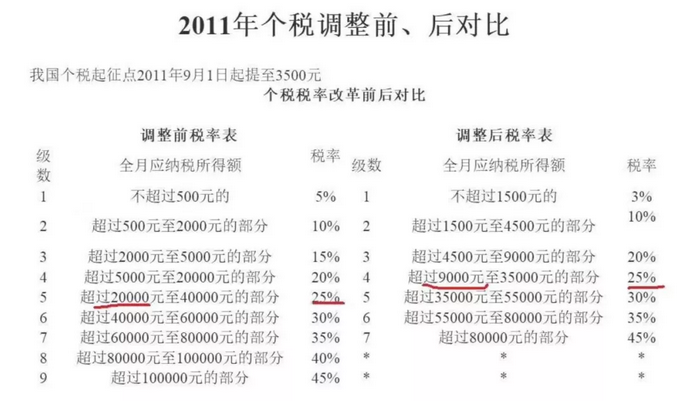 2011年个税调整前、后对比
我国个税起征点2011年9月1日起提至3500元
个税税率改革前后对比
调整前税率表 调整后税率表
级数 全月应纳税所得额 税率 级数 全月应纳税所得额 税率
1 不超过500元的 5% 1 不超过1500元的 3%
2 超过500元至2000元的部分 10% 2 超过1500元至4500元的部分 10%
3 超过2000元至5000元的部分 15% 3 超过4500元至9000元的部分 20%
4 超过5000元至20000元的部分 20% 4 超过9000元至35000元的部分 25%
5 超过20000元至40000元的部分 25% 5 超过35000元至55000元的部分 30%
6 超过40000元至60000元的部分 30% 6 超过55000元至80000元的部分 35%
7 超过60000元至80000元的部分 35% 7 超过80000元的部分 45%
8 超过80000元至100000元的部分 40% * * *
9 超过100000元的部分 45% * * *